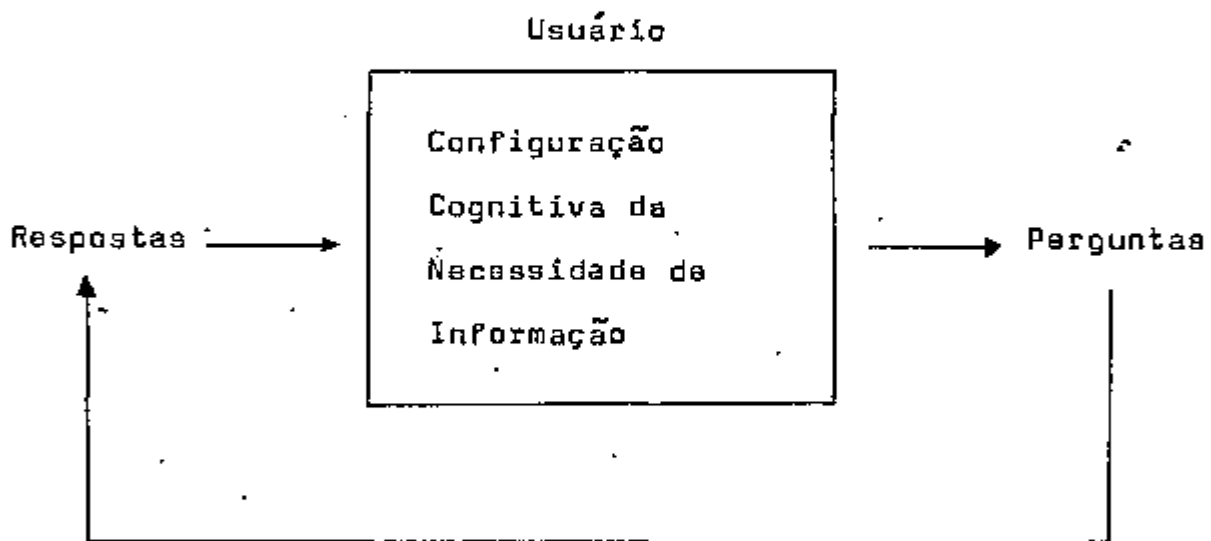 Usuário
Configuração
Cognitiva da
Necessidade de
Informação
Respostas
Perguntas